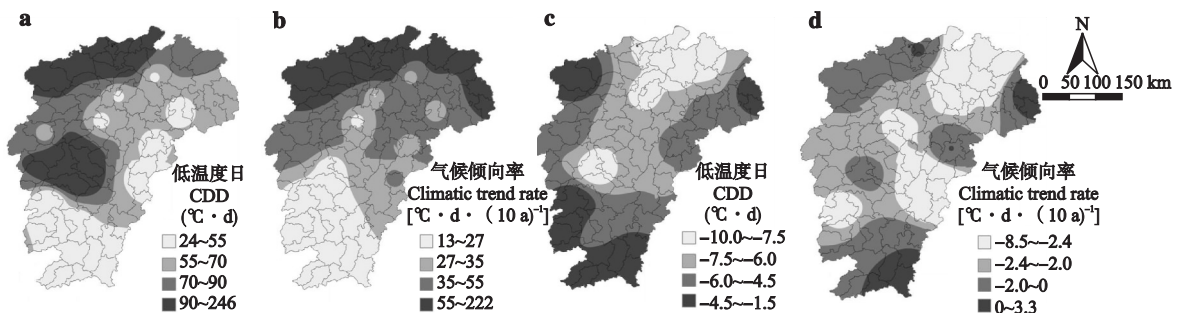 a
b
c
d
N
0 50 100 150 km
低温度日
CDD
(℃·d)
24~55
55~70
70~90
90~246
气候倾向率
Climatic trend rate
[℃·d·(10 a)⁻¹]
13~27
27~35
35~55
55~222
低温度日
CDD
(℃·d)
−10.0~−7.5
−7.5~−6.0
−6.0~−4.5
−4.5~−1.5
气候倾向率
Climatic trend rate
[℃·d·(10 a)⁻¹]
−8.5~−2.4
−2.4~−2.0
−2.0~0
0~3.3